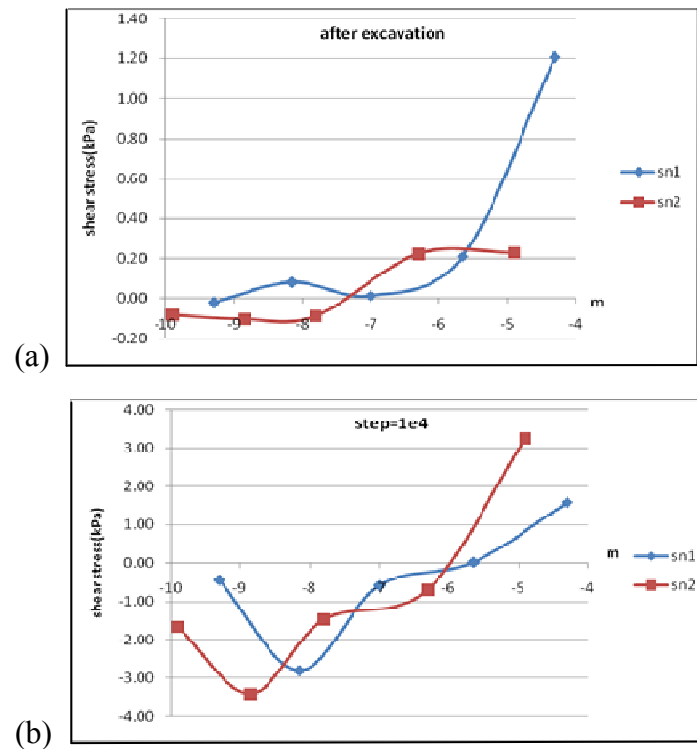 after excavation
shear stress(kPa)
1.40
1.20
1.00
0.80
0.60
0.40
0.20
0.00
-0.20
-10 -9 -8 -7 -6 -5 -4
m
sn1
sn2
(a)
step=1e4
shear stress(kPa)
4.00
3.00
2.00
1.00
0.00
-1.00
-2.00
-3.00
-4.00
-10 -9 -8 -7 -6 -5 -4
m
sn1
sn2
(b)